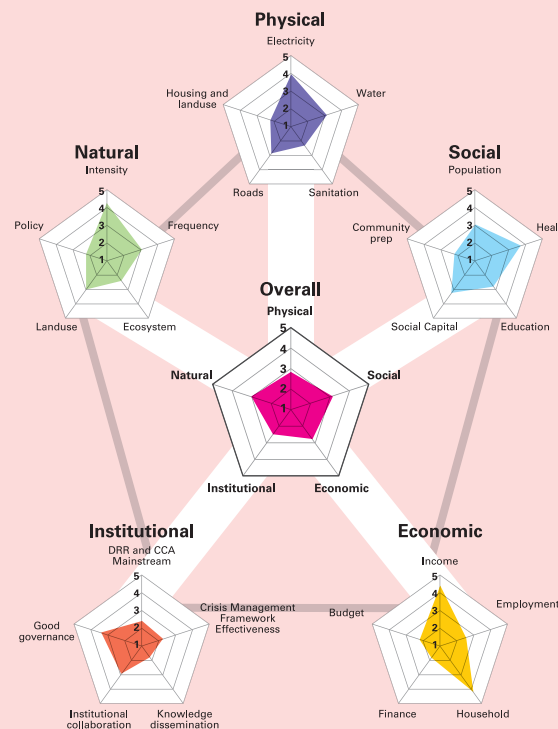 Physical
Electricity
5
4
3
2
1
Housing and
landuse
Water
Roads
Sanitation
Natural
Intensity
5
4
3
2
1
Policy
Frequency
Landuse
Ecosystem
Social
Population
5
4
3
2
1
Community
prep
Heal
Social Capital
Education
Overall
Physical
5
4
3
2
1
Natural
Social
Institutional
Economic
Institutional
DRR and CCA
Mainstream
5
4
3
2
1
Good
governance
Crisis Management
Framework
Effectiveness
Institutional
collaboration
Knowledge
dissemination
Economic
Income
5
4
3
2
1
Budget
Employment
Finance
Household